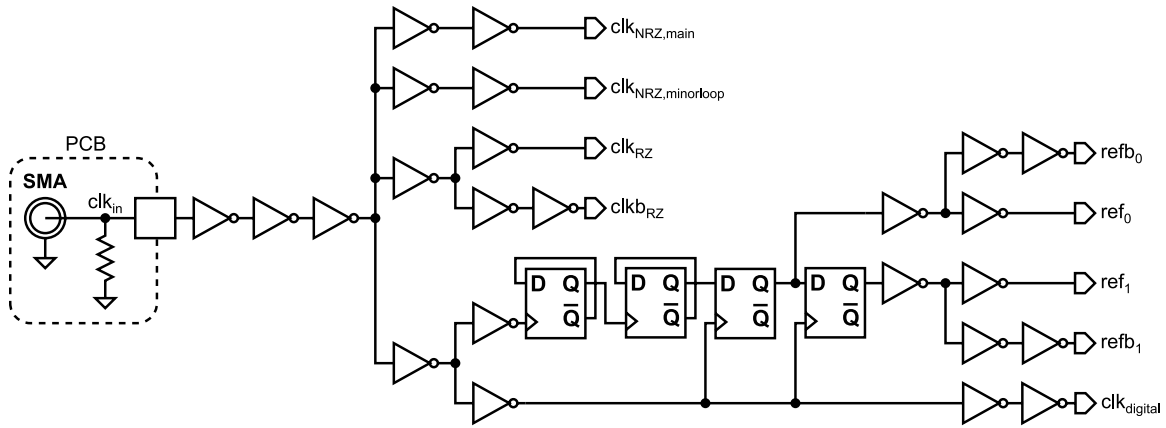 clk_NRZ,main
clk_NRZ,minorloop
PCB
clk_RZ
refb_0
SMA
clk_in
clkb_RZ
ref_0
D Q D Q D Q D Q
ref_1
Q̅ Q̅ Q̅ Q̅
refb_1
clk_digital